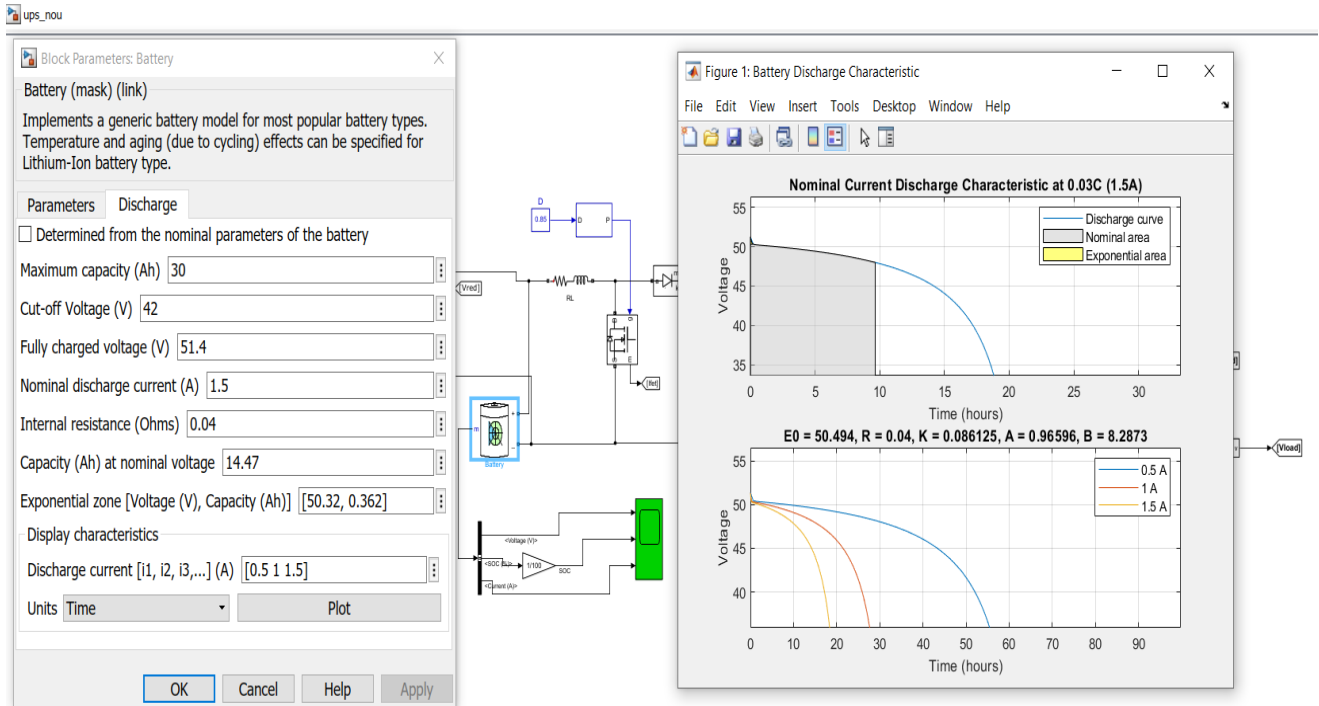 ups_nou
Block Parameters: Battery
Battery (mask) (link)
Implements a generic battery model for most popular battery types.
Temperature and aging (due to cycling) effects can be specified for
Lithium-Ion battery type.
Parameters Discharge
Determined from the nominal parameters of the battery
Maximum capacity (Ah) 30
Cut-off Voltage (V) 42
Fully charged voltage (V) 51.4
Nominal discharge current (A) 1.5
Internal resistance (Ohms) 0.04
Capacity (Ah) at nominal voltage 14.47
Exponential zone [Voltage (V), Capacity (Ah)] [50.32, 0.362]
Display characteristics
Discharge current [i1, i2, i3,...] (A) [0.5 1 1.5]
Units Time Plot
OK Cancel Help Apply
D
0.85
D P
[Vred]
RL
g
m
[Ifet]
m
+
-
Battery
<Voltage (V)>
<SOC (%)>
1/100
SOC
<Current (A)>
[Vload]
Figure 1: Battery Discharge Characteristic
File Edit View Insert Tools Desktop Window Help
Nominal Current Discharge Characteristic at 0.03C (1.5A)
55
50
45
40
35
Voltage
Discharge curve
Nominal area
Exponential area
0 5 10 15 20 25 30
Time (hours)
E0 = 50.494, R = 0.04, K = 0.086125, A = 0.96596, B = 8.2873
55
50
45
40
Voltage
0.5 A
1 A
1.5 A
0 10 20 30 40 50 60 70 80 90
Time (hours)